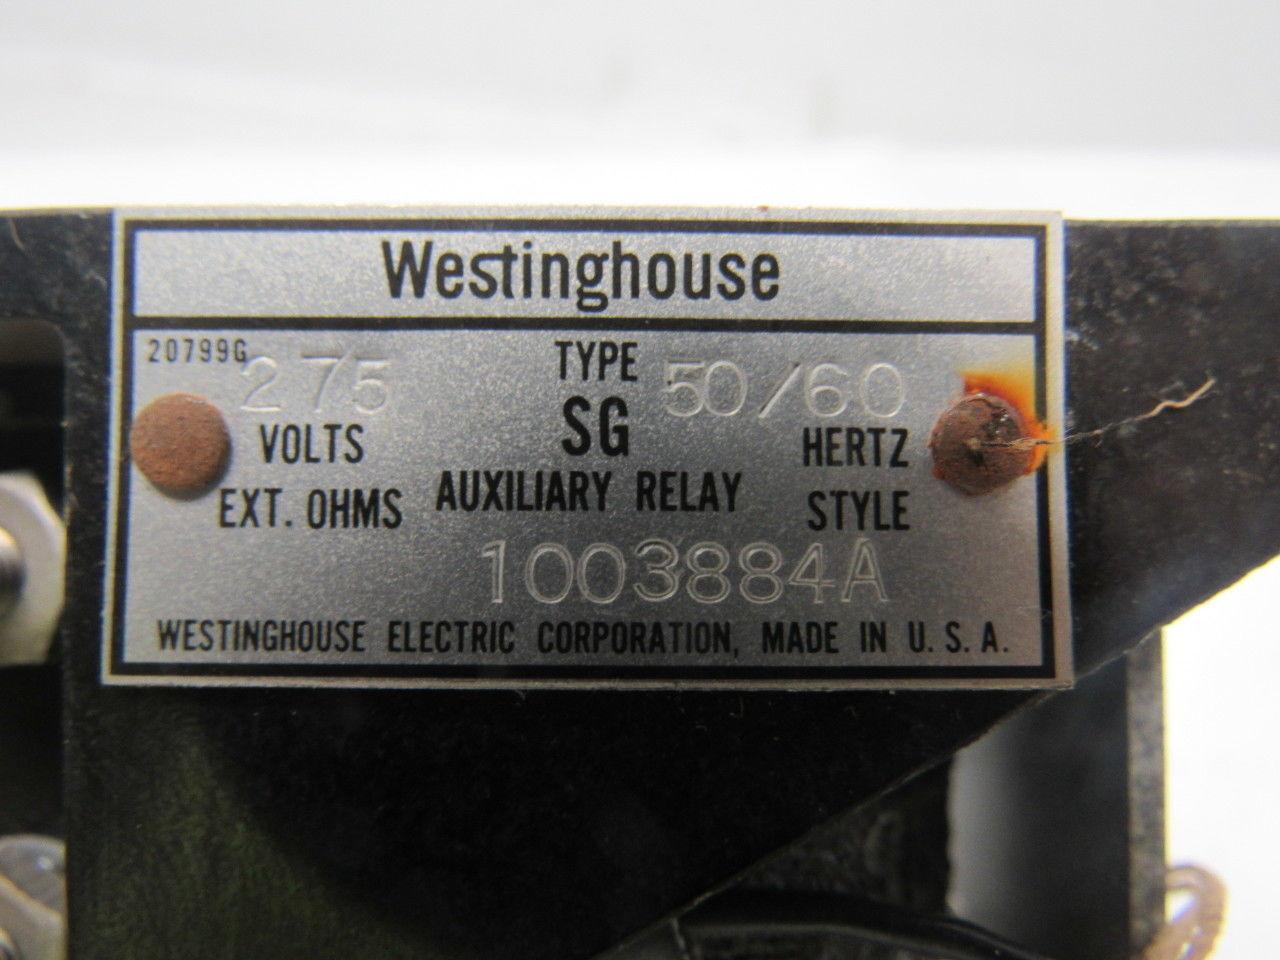 Westinghouse
20799G
275 TYPE 50/60
VOLTS SG HERTZ
EXT. OHMS AUXILIARY RELAY STYLE
1003884A
WESTINGHOUSE ELECTRIC CORPORATION, MADE IN U.S.A.